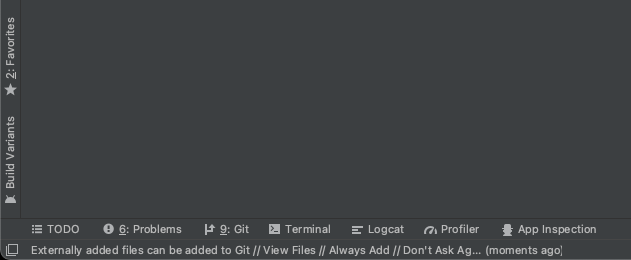 2: Favorites
Build Variants
TODO 6: Problems 9: Git Terminal Logcat Profiler App Inspection
Externally added files can be added to Git // View Files // Always Add // Don't Ask Ag... (moments ago)